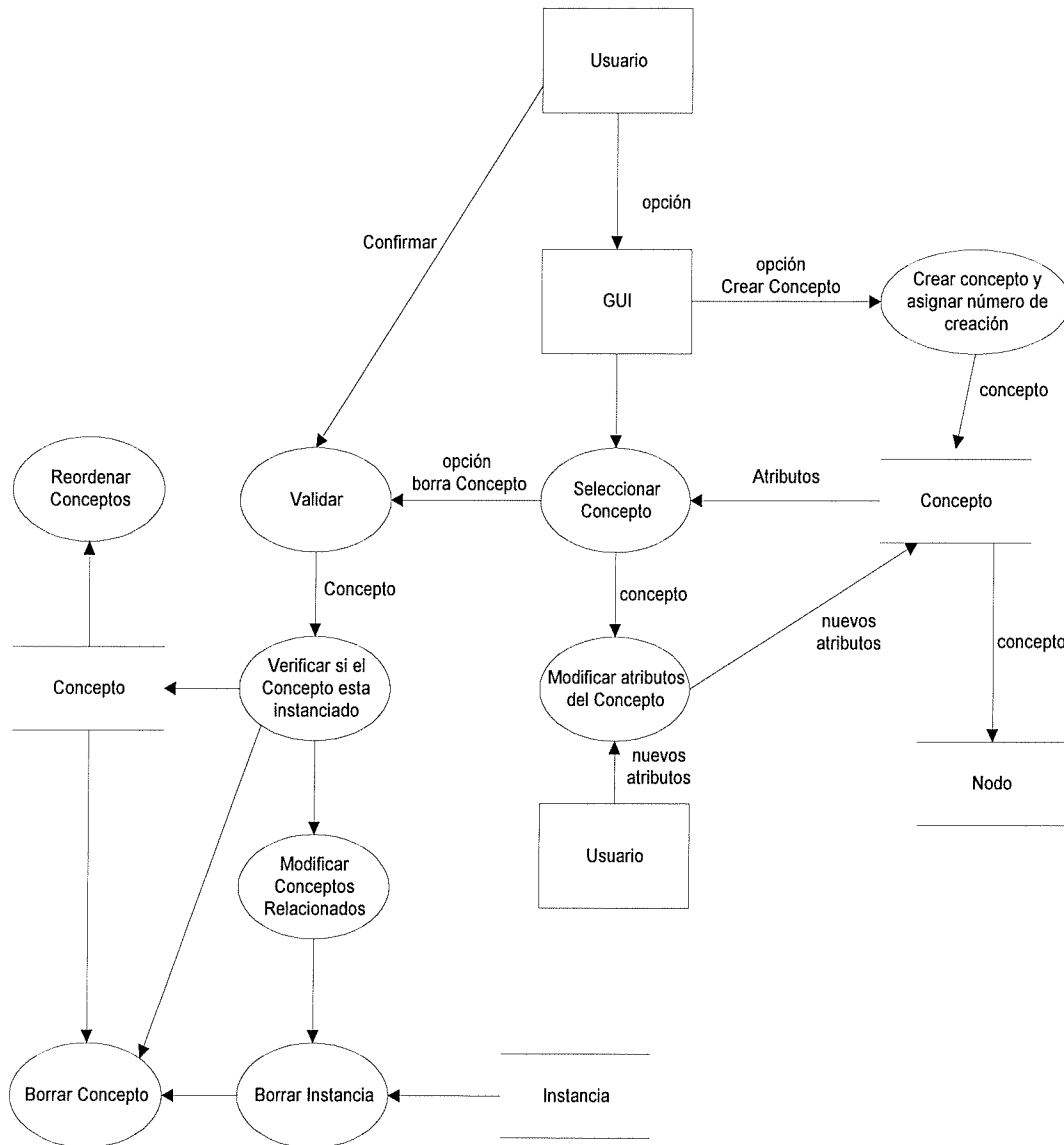 Usuario
opción
Confirmar
GUI
opción
Crear Concepto
Crear concepto y
asignar número de
creación
concepto
Reordenar
Conceptos
Validar
opción
borra Concepto
Seleccionar
Concepto
Atributos
Concepto
Concepto
concepto
nuevos
atributos
concepto
Concepto
Verificar si el
Concepto esta
instanciado
Modificar atributos
del Concepto
nuevos
atributos
Nodo
Usuario
Modificar
Conceptos
Relacionados
Borrar Concepto
Borrar Instancia
Instancia